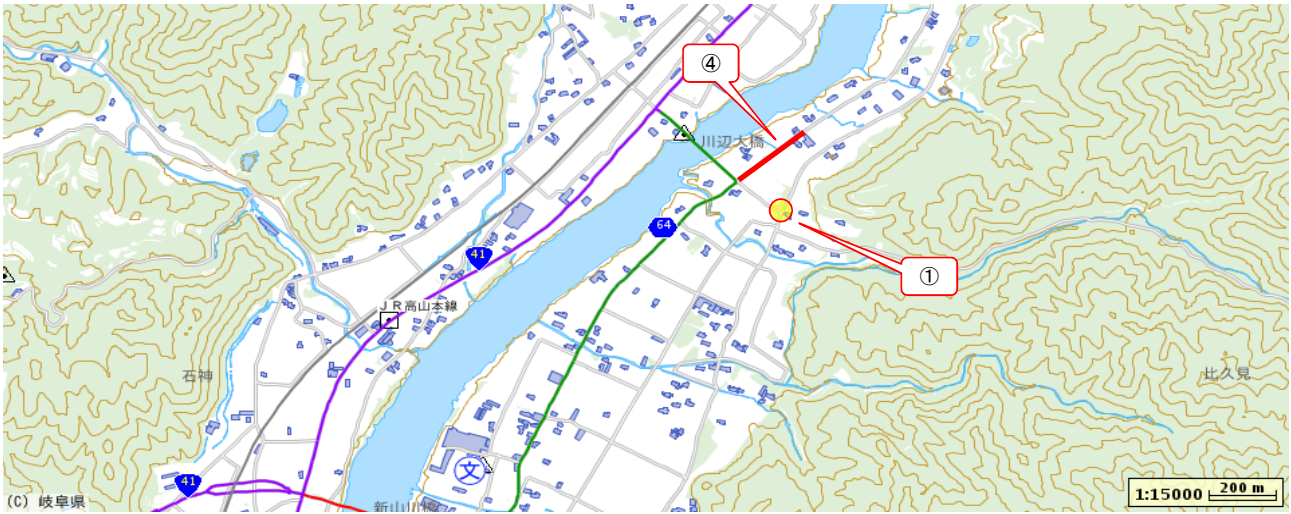 ④
川辺大橋
64
41
①
JR高山本線
石神
比久見
文
41
新山川橋
(C) 岐阜県
1:15000
200 m